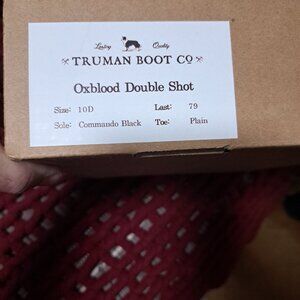 Lasting Quality
TRUMAN BOOT CO
Oxblood Double Shot
Size: 10D Last: 79
Sole: Commando Black Toe: Plain